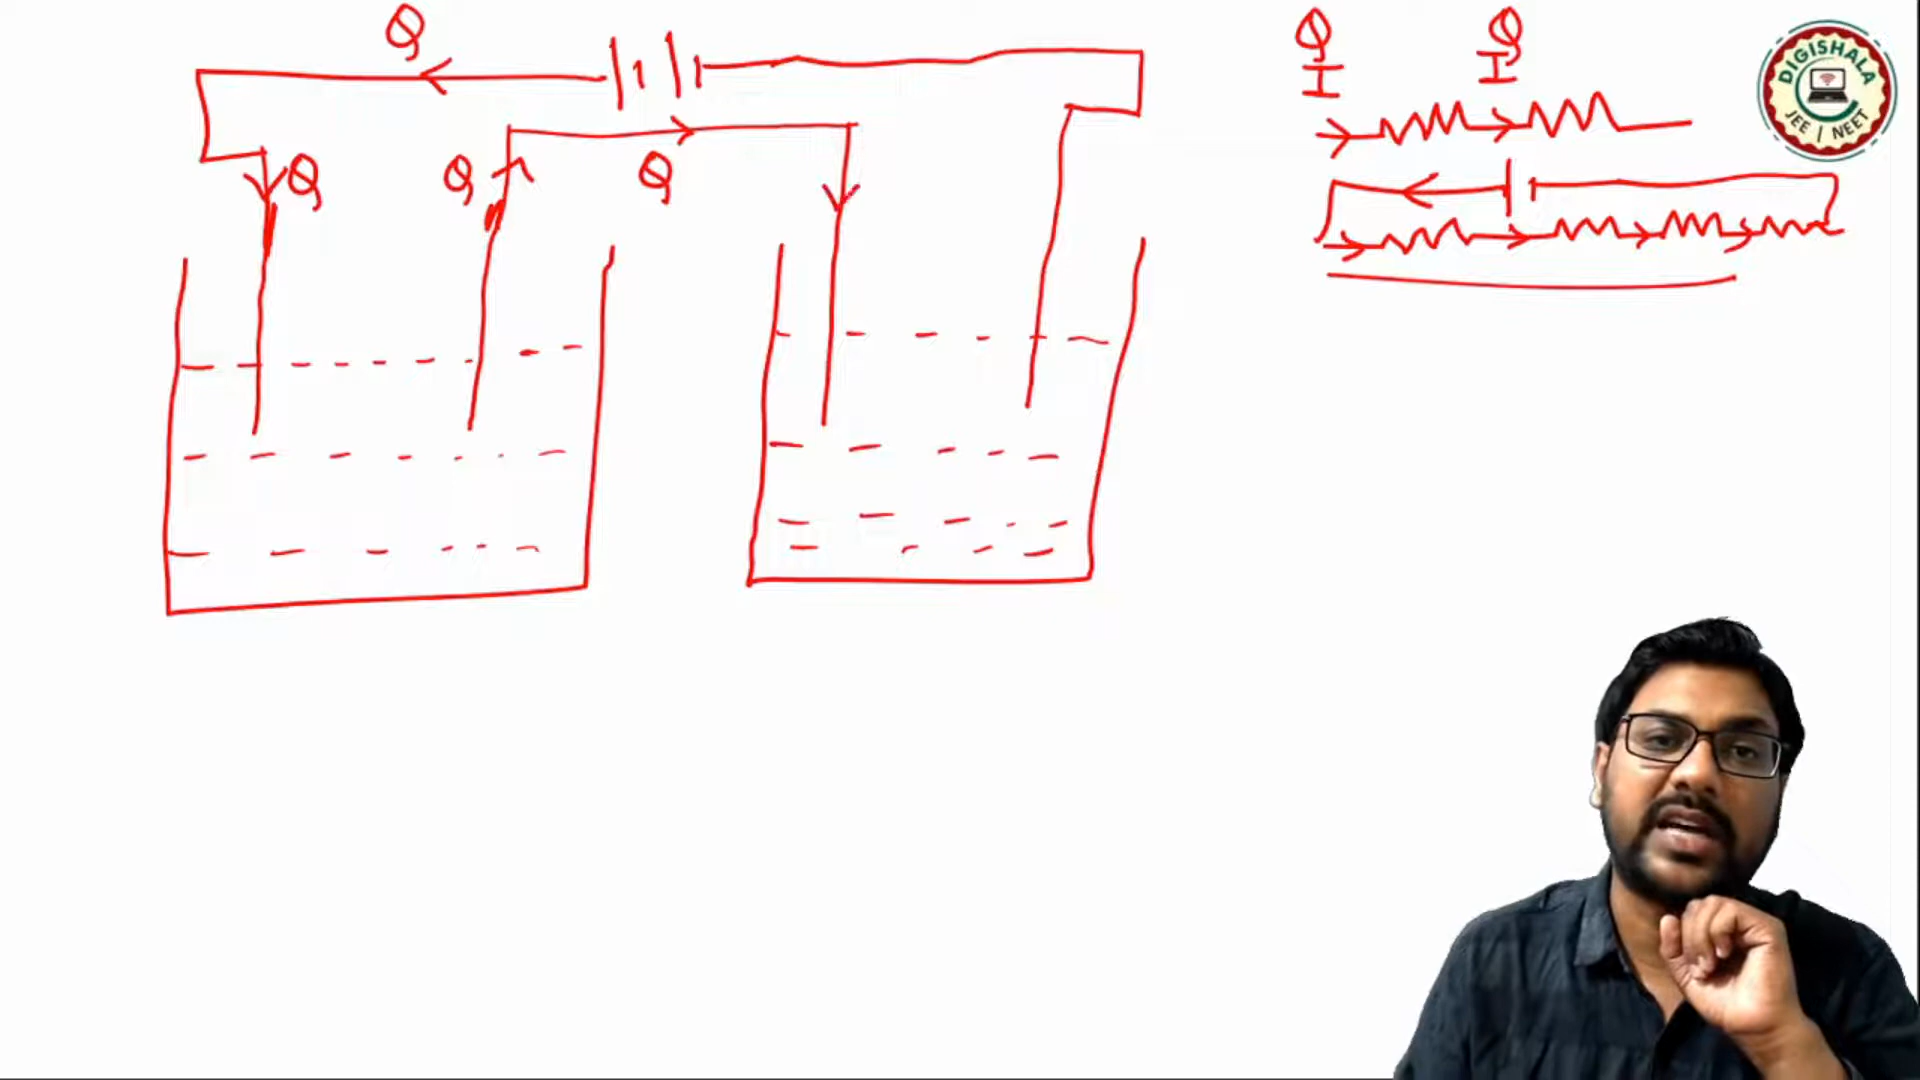 Q
Q Q Q
Q Q
I I
DIGISHALA
JEE | NEET